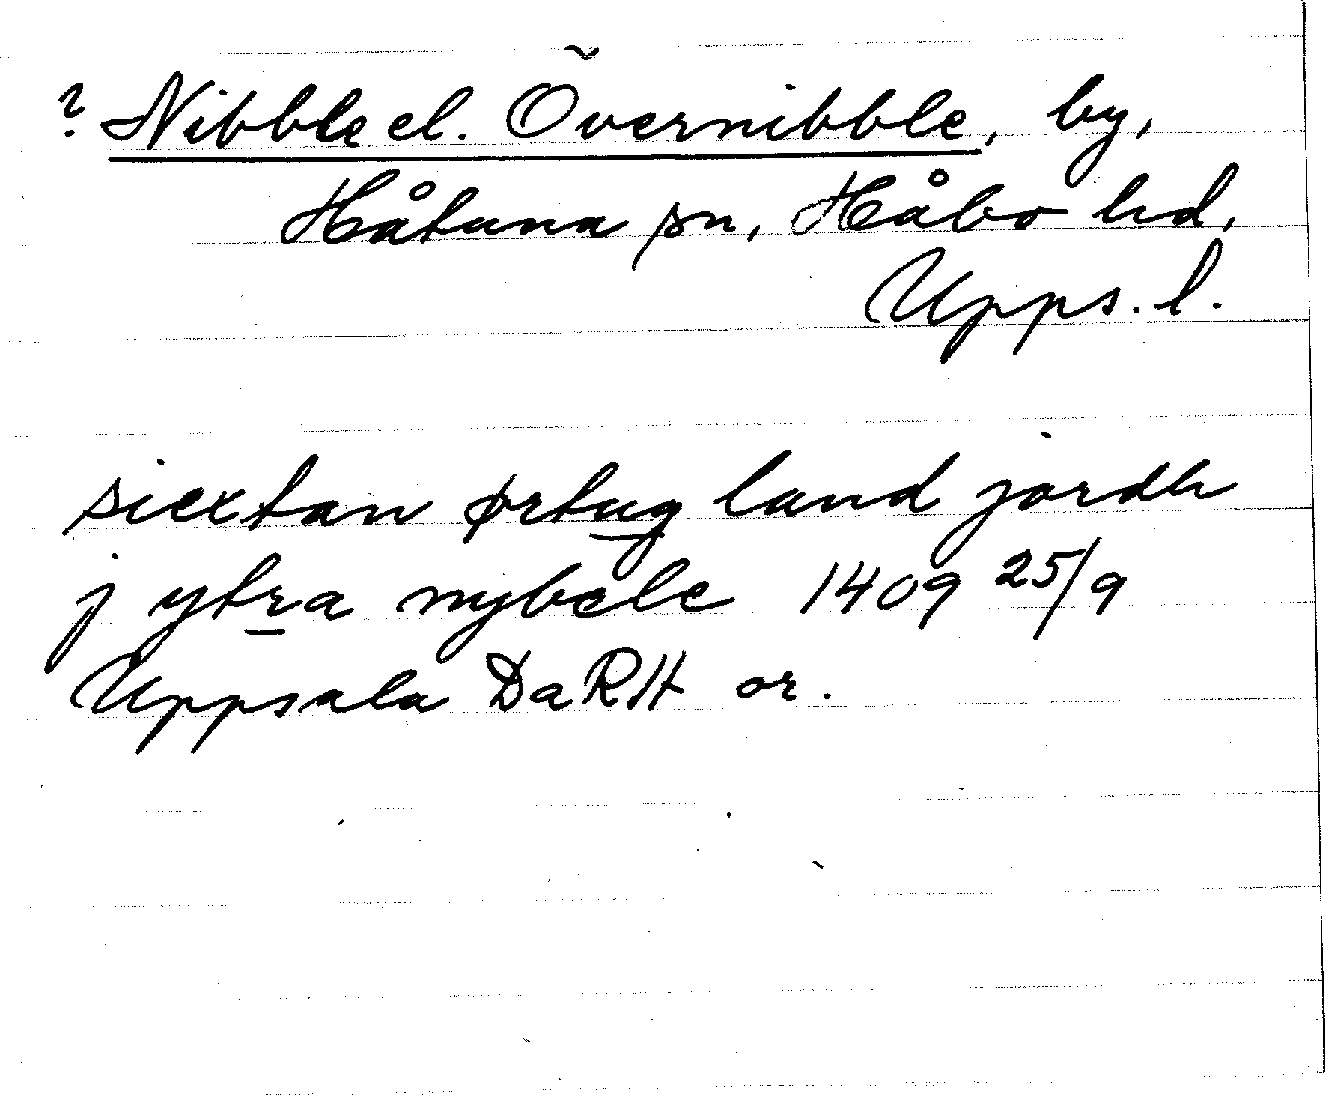 ? Nibble el. Övernibble, by,
Håtuna sn, Håbo hd,
Upps. l.
siextan ørtug land jordh
j ytra nybele 1409 25/9
Uppsala DaRH or.